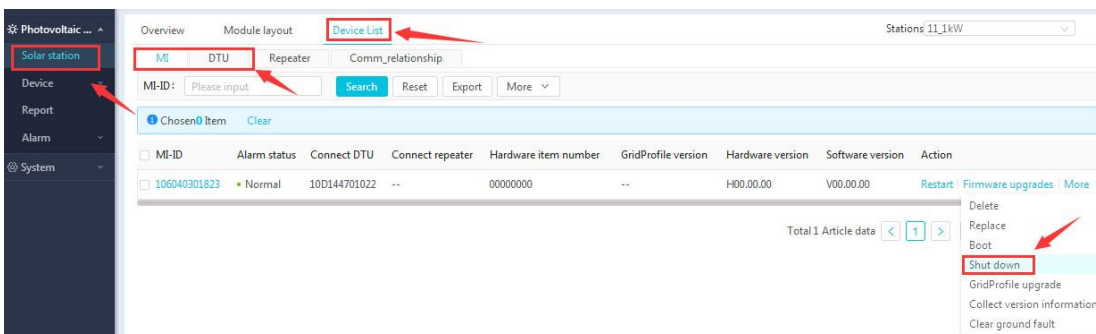 Photovoltaic ...
Overview Module layout Device List Stations 11_1kW
Solar station
MI DTU Repeater Comm_relationship
Device
MI-ID: Please input Search Reset Export More
Report
Chosen0 Item Clear
Alarm
MI-ID Alarm status Connect DTU Connect repeater Hardware item number GridProfile version Hardware version Software version Action
System
106040301823 Normal 10D144701022 -- 00000000 -- H00.00.00 V00.00.00 Restart Firmware upgrades More
Delete
Total 1 Article data < 1 > Replace
Boot
Shut down
GridProfile upgrade
Collect version information
Clear ground fault